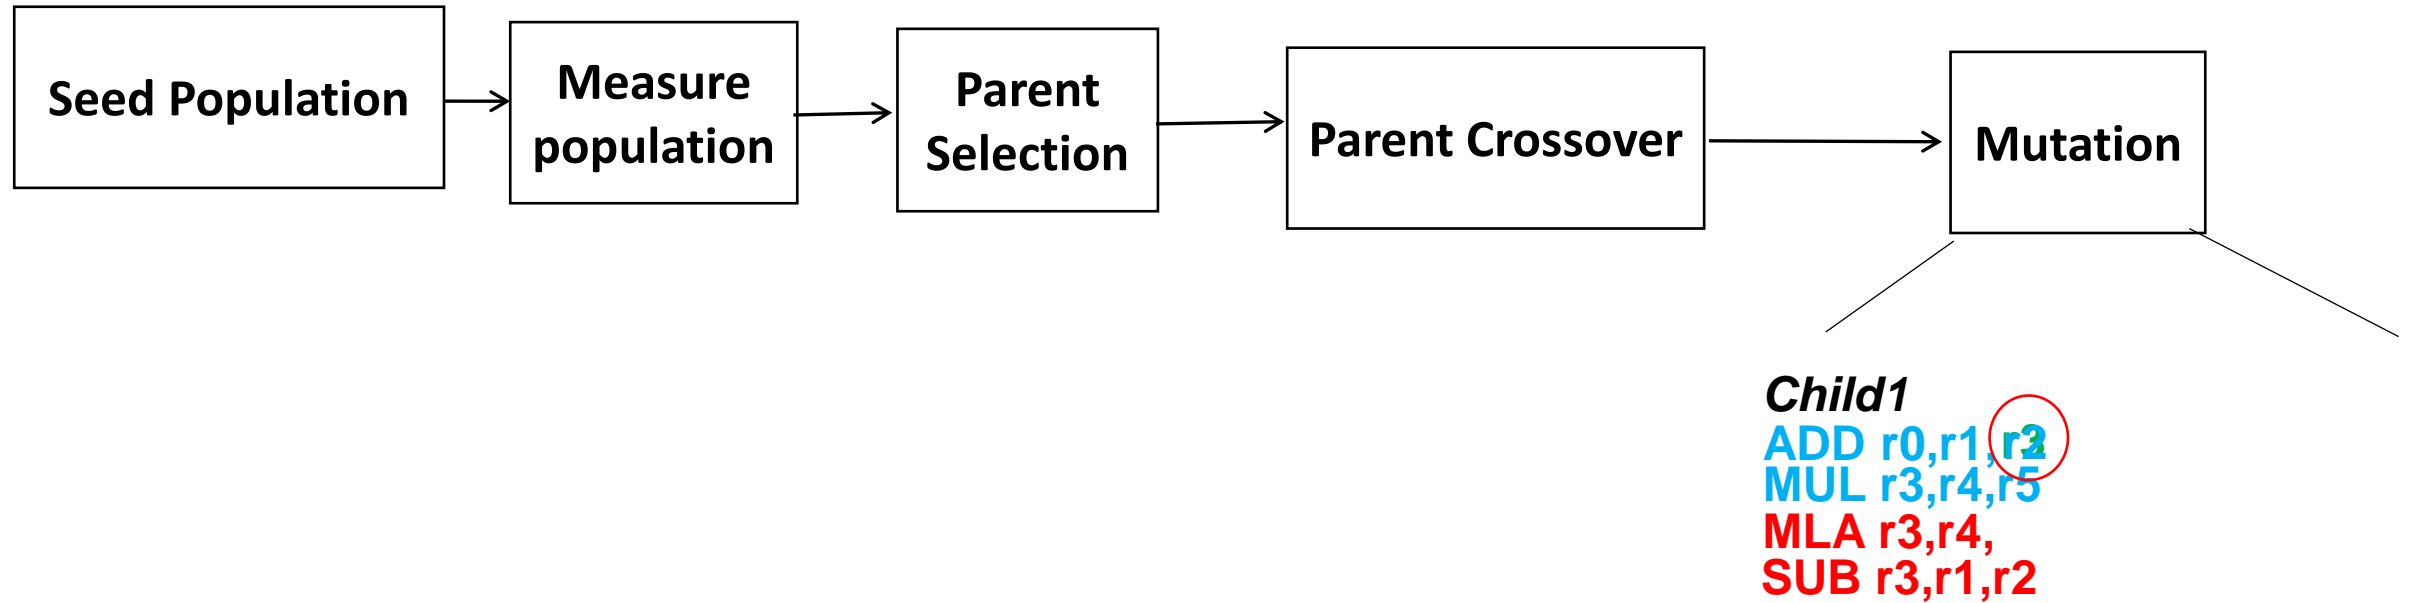 Seed Population
Measure
population
Parent
Selection
Parent Crossover
Mutation
Child1
ADD r0,r1,r2
MUL r3,r4,r5
MLA r3,r4,
SUB r3,r1,r2